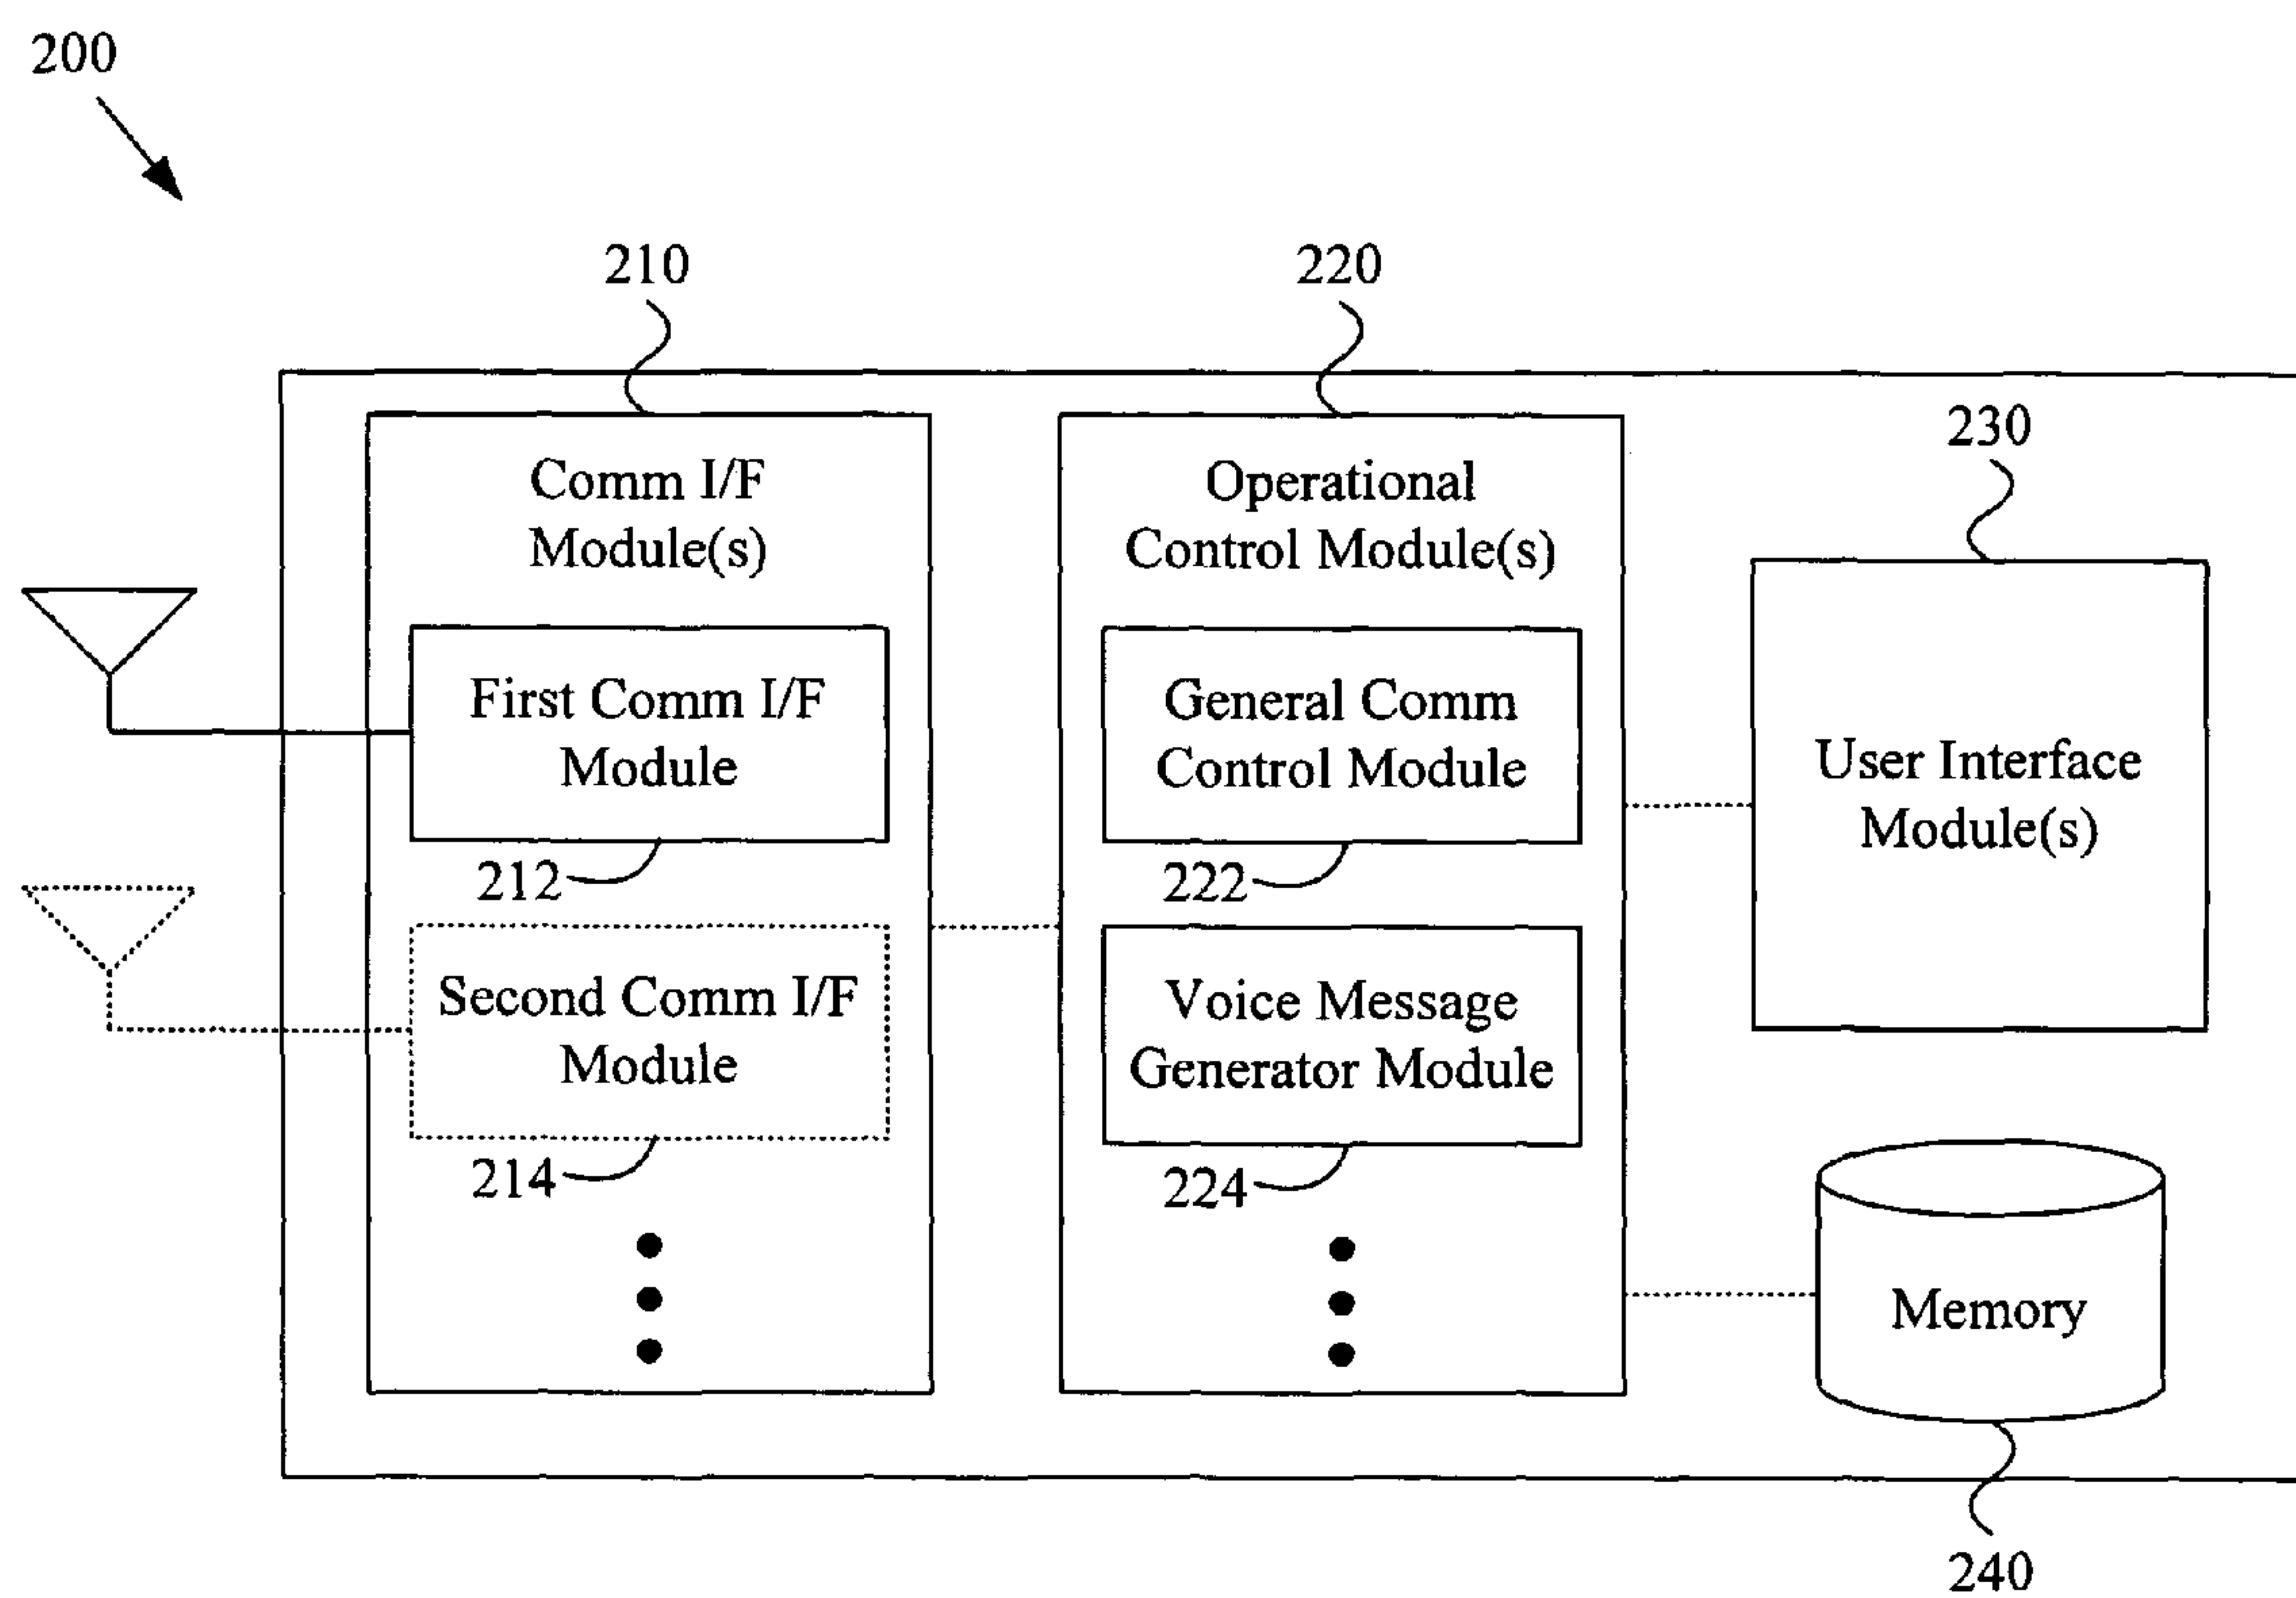 200
210
220
230
Comm I/F
Module(s)
Operational
Control Module(s)
First Comm I/F
Module
212
General Comm
Control Module
222
User Interface
Module(s)
Second Comm I/F
Module
214
Voice Message
Generator Module
224
Memory
240